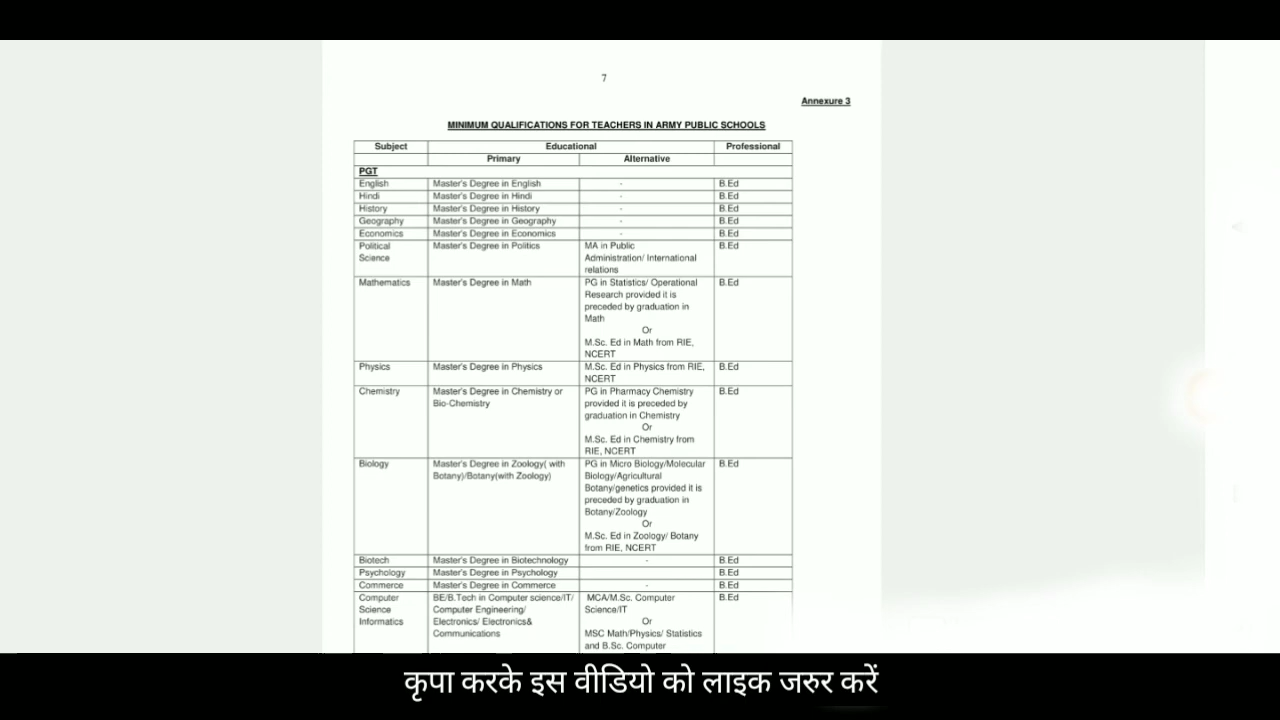 7
Annexure 3
MINIMUM QUALIFICATIONS FOR TEACHERS IN ARMY PUBLIC SCHOOLS
Subject Educational Professional
Primary Alternative
PGT
English Master's Degree in English - B.Ed
Hindi Master's Degree in Hindi - B.Ed
History Master's Degree in History - B.Ed
Geography Master's Degree in Geography - B.Ed
Economics Master's Degree in Economics - B.Ed
Political Master's Degree in Politics MA in Public B.Ed
Science Administration/ International
relations
Mathematics Master's Degree in Math PG in Statistics/ Operational B.Ed
Research provided it is
preceded by graduation in
Math
Or
M.Sc. Ed in Math from RIE,
NCERT
Physics Master's Degree in Physics M.Sc. Ed in Physics from RIE, B.Ed
NCERT
Chemistry Master's Degree in Chemistry or PG in Pharmacy Chemistry B.Ed
Bio-Chemistry provided it is preceded by
graduation in Chemistry
Or
M.Sc. Ed in Chemistry from
RIE, NCERT
Biology Master's Degree in Zoology( with PG in Micro Biology/Molecular B.Ed
Botany)/Botany(with Zoology) Biology/Agricultural
Botany/genetics provided it is
preceded by graduation in
Botany/Zoology
Or
M.Sc. Ed in Zoology/ Botany
from RIE, NCERT
Biotech Master's Degree in Biotechnology - B.Ed
Psychology Master's Degree in Psychology B.Ed
Commerce Master's Degree in Commerce - B.Ed
Computer BE/B.Tech in Computer science/IT/ MCA/M.Sc. Computer B.Ed
Science Computer Engineering/ Science/IT
Informatics Electronics/ Electronics& Or
Communications MSC Math/Physics/ Statistics
and B.Sc. Computer
कृपा करके इस वीडियो को लाइक जरुर करें